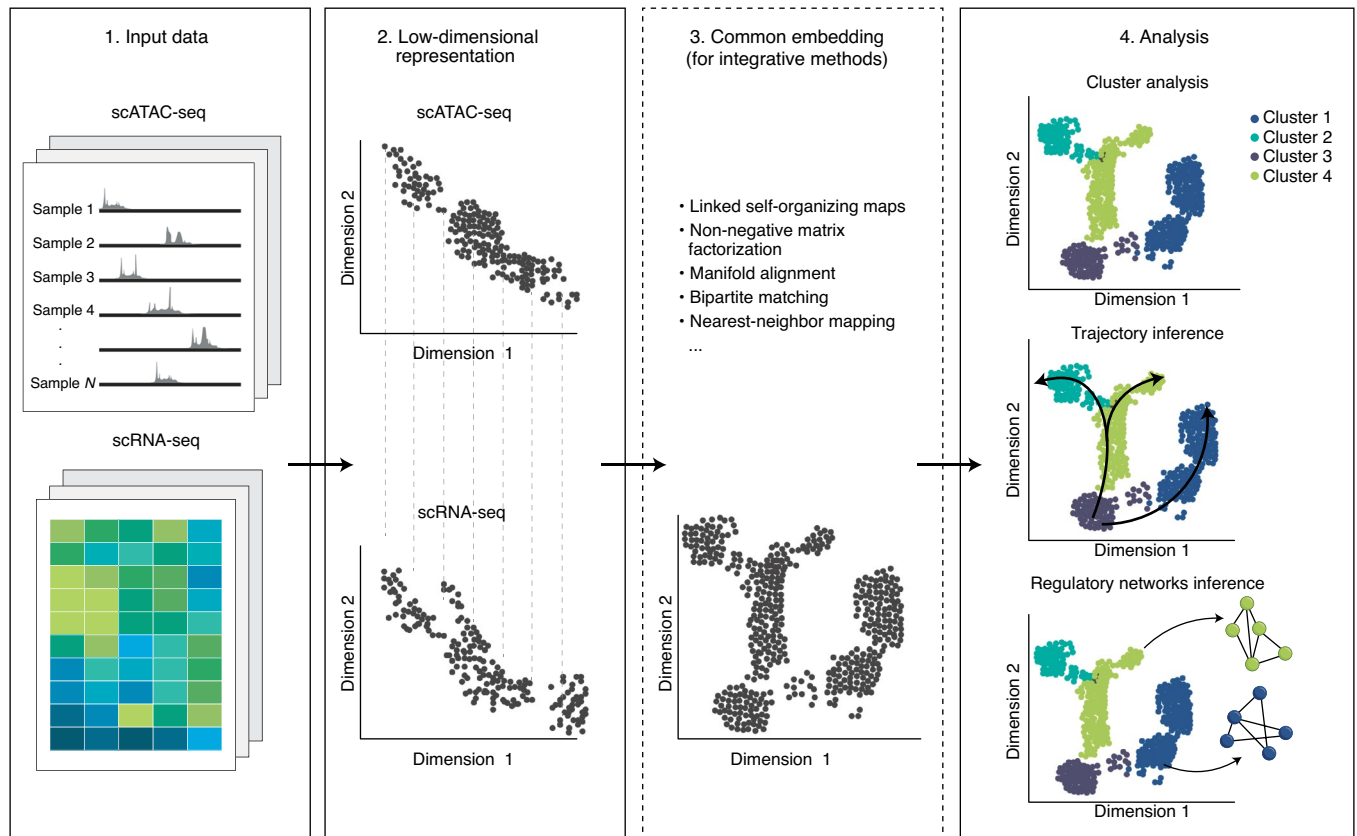 1. Input data
scATAC-seq
Sample 1
Sample 2
Sample 3
Sample 4
.
.
.
Sample N
scRNA-seq
2. Low-dimensional
representation
scATAC-seq
Dimension 2
Dimension 1
scRNA-seq
Dimension 2
Dimension 1
3. Common embedding
(for integrative methods)
• Linked self-organizing maps
• Non-negative matrix
factorization
• Manifold alignment
• Bipartite matching
• Nearest-neighbor mapping
...
Dimension 2
Dimension 1
4. Analysis
Cluster analysis
Cluster 1
Cluster 2
Cluster 3
Cluster 4
Dimension 2
Dimension 1
Trajectory inference
Dimension 2
Dimension 1
Regulatory networks inference
Dimension 2
Dimension 1